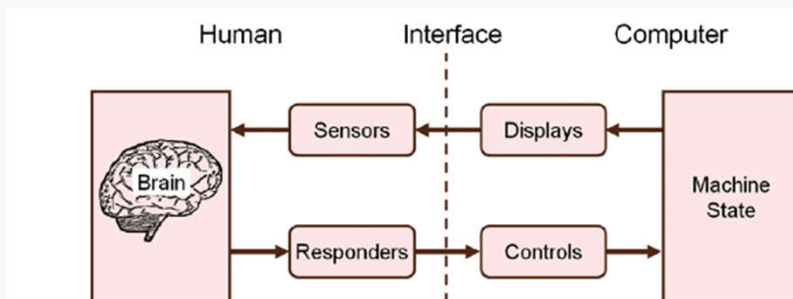 Human Interface Computer
Sensors Displays
Brain
Machine
State
Responders Controls